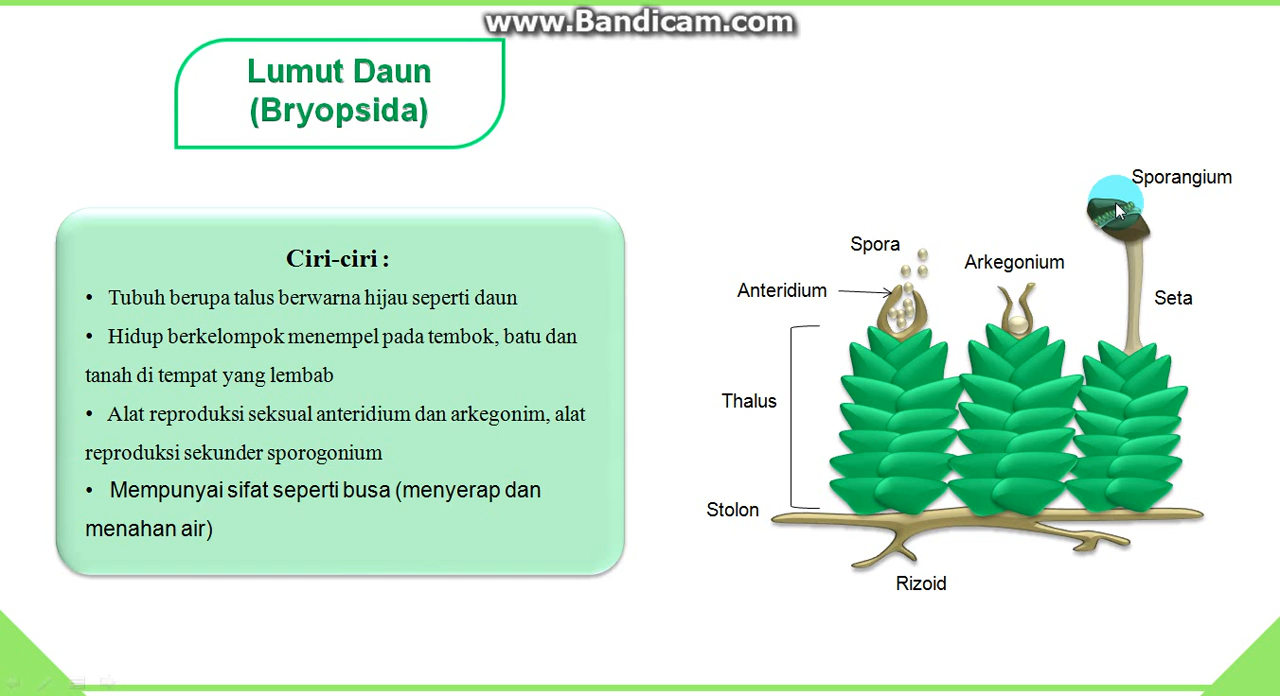 www.Bandicam.com
Lumut Daun
(Bryopsida)
Ciri-ciri :
• Tubuh berupa talus berwarna hijau seperti daun
• Hidup berkelompok menempel pada tembok, batu dan
tanah di tempat yang lembab
• Alat reproduksi seksual anteridium dan arkegonim, alat
reproduksi sekunder sporogonium
• Mempunyai sifat seperti busa (menyerap dan
menahan air)
Sporangium
Spora
Arkegonium
Anteridium
Seta
Thalus
Stolon
Rizoid